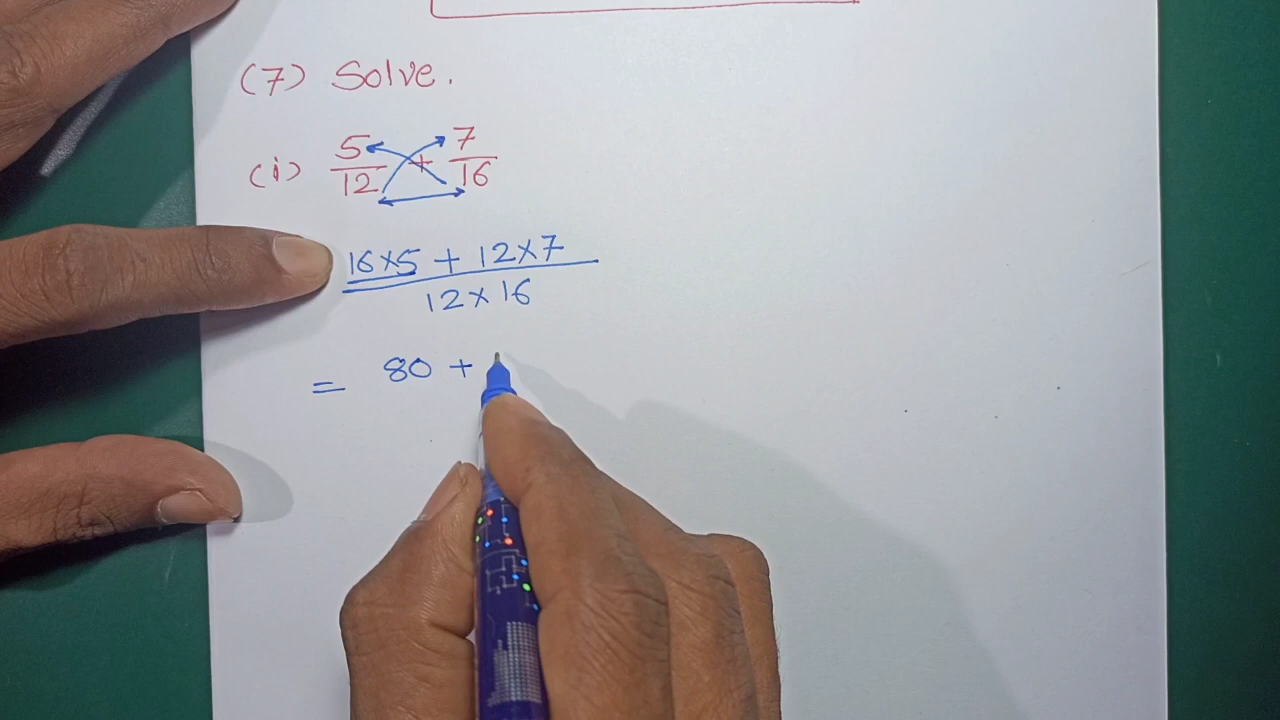 (7) Solve.
(i) 5/12 + 7/16
16×5 + 12×7 / 12×16
= 80 +